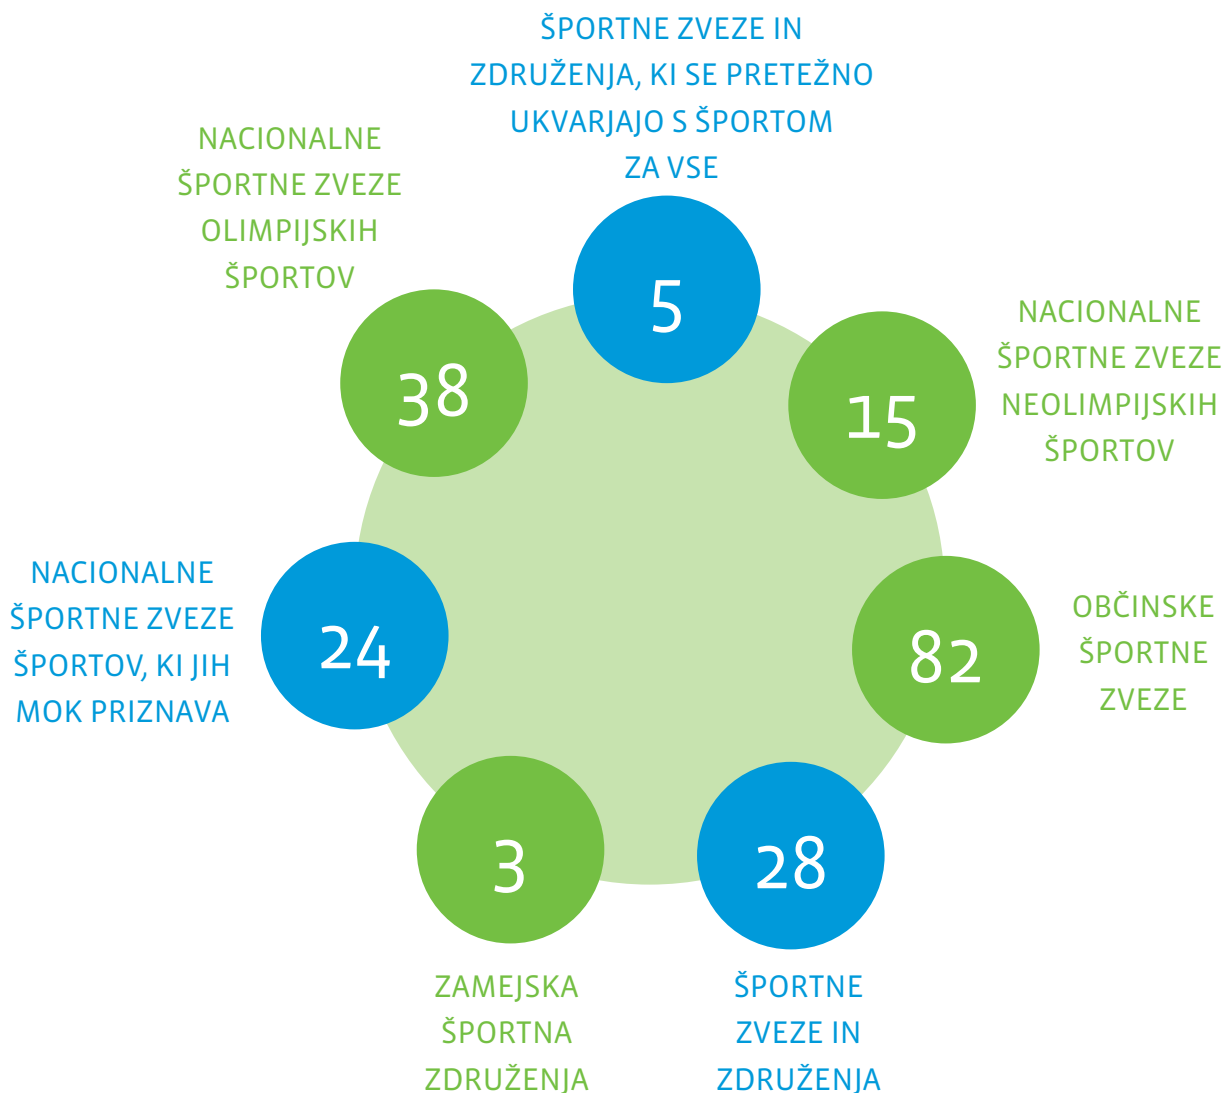 ŠPORTNE ZVEZE IN
ZDRUŽENJA, KI SE PRETEŽNO
UKVARJAJO S ŠPORTOM
ZA VSE
5
NACIONALNE
ŠPORTNE ZVEZE
OLIMPIJSKIH
ŠPORTOV
38
NACIONALNE
ŠPORTNE ZVEZE
NEOLIMPIJSKIH
ŠPORTOV
15
NACIONALNE
ŠPORTNE ZVEZE
ŠPORTOV, KI JIH
MOK PRIZNAVA
24
OBČINSKE
ŠPORTNE
ZVEZE
82
3
ZAMEJSKA
ŠPORTNA
ZDRUŽENJA
28
ŠPORTNE
ZVEZE IN
ZDRUŽENJA